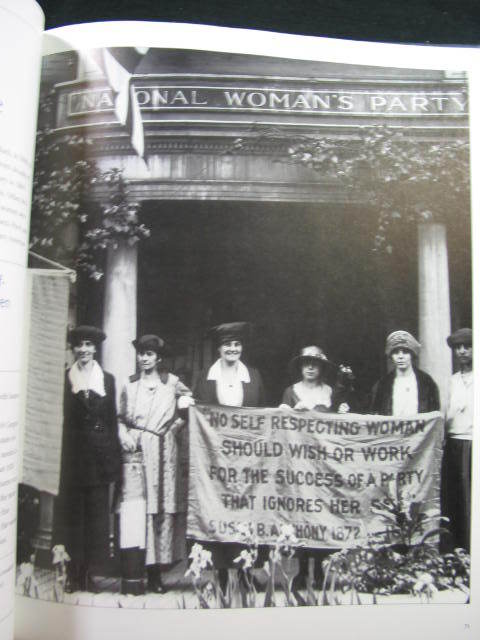 NATIONAL WOMAN'S PARTY
"NO SELF RESPECTING WOMAN
SHOULD WISH OR WORK
FOR THE SUCCESS OF A PARTY
THAT IGNORES HER SEX"
SUSAN B. ANTHONY 1872